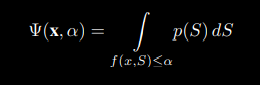 Ψ(𝐱, α) = ∫ p(S) dS
f(x,S)≤α